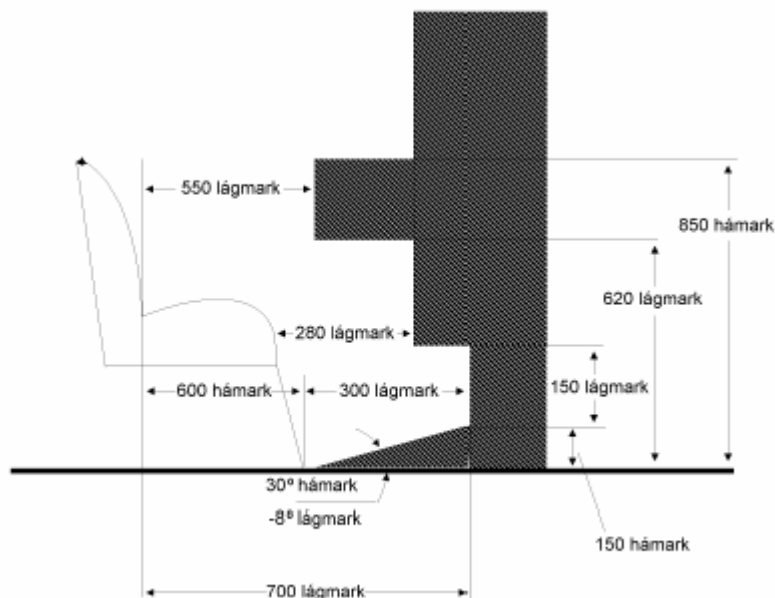 550 lágmark
850 hámark
620 lágmark
280 lágmark
600 hámark
300 lágmark
150 lágmark
30º hámark
-8º lágmark
150 hámark
700 lágmark